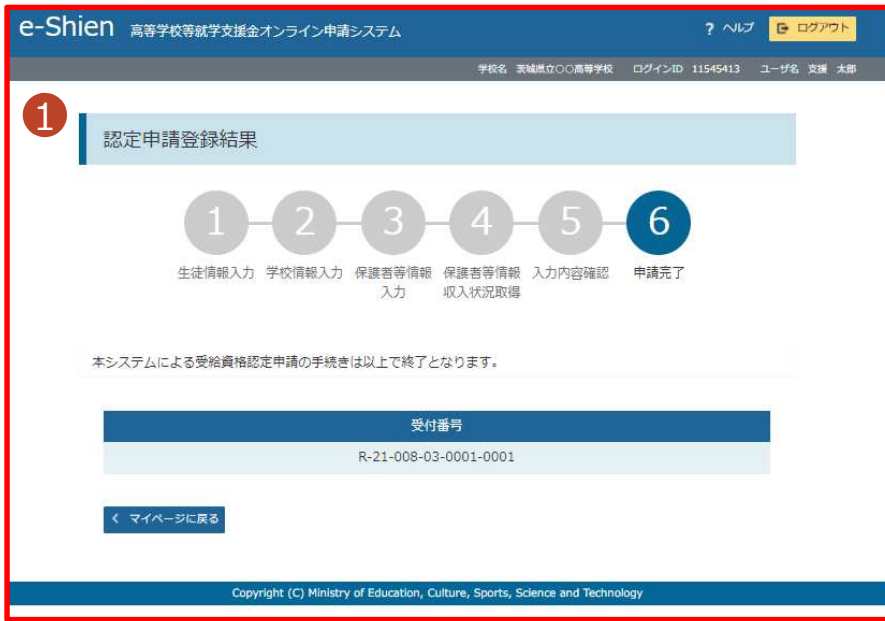 e-Shien 高等学校等就学支援金オンライン申請システム ? ヘルプ ログアウト
学校名 茨城県立○○高等学校 ログインID 11545413 ユーザ名 支援 太郎
1
認定申請登録結果
1 2 3 4 5 6
生徒情報入力 学校情報入力 保護者等情報入力 保護者等情報収入状況取得 入力内容確認 申請完了
本システムによる受給資格認定申請の手続きは以上で終了となります。
受付番号
R-21-008-03-0001-0001
< マイページに戻る
Copyright (C) Ministry of Education, Culture, Sports, Science and Technology